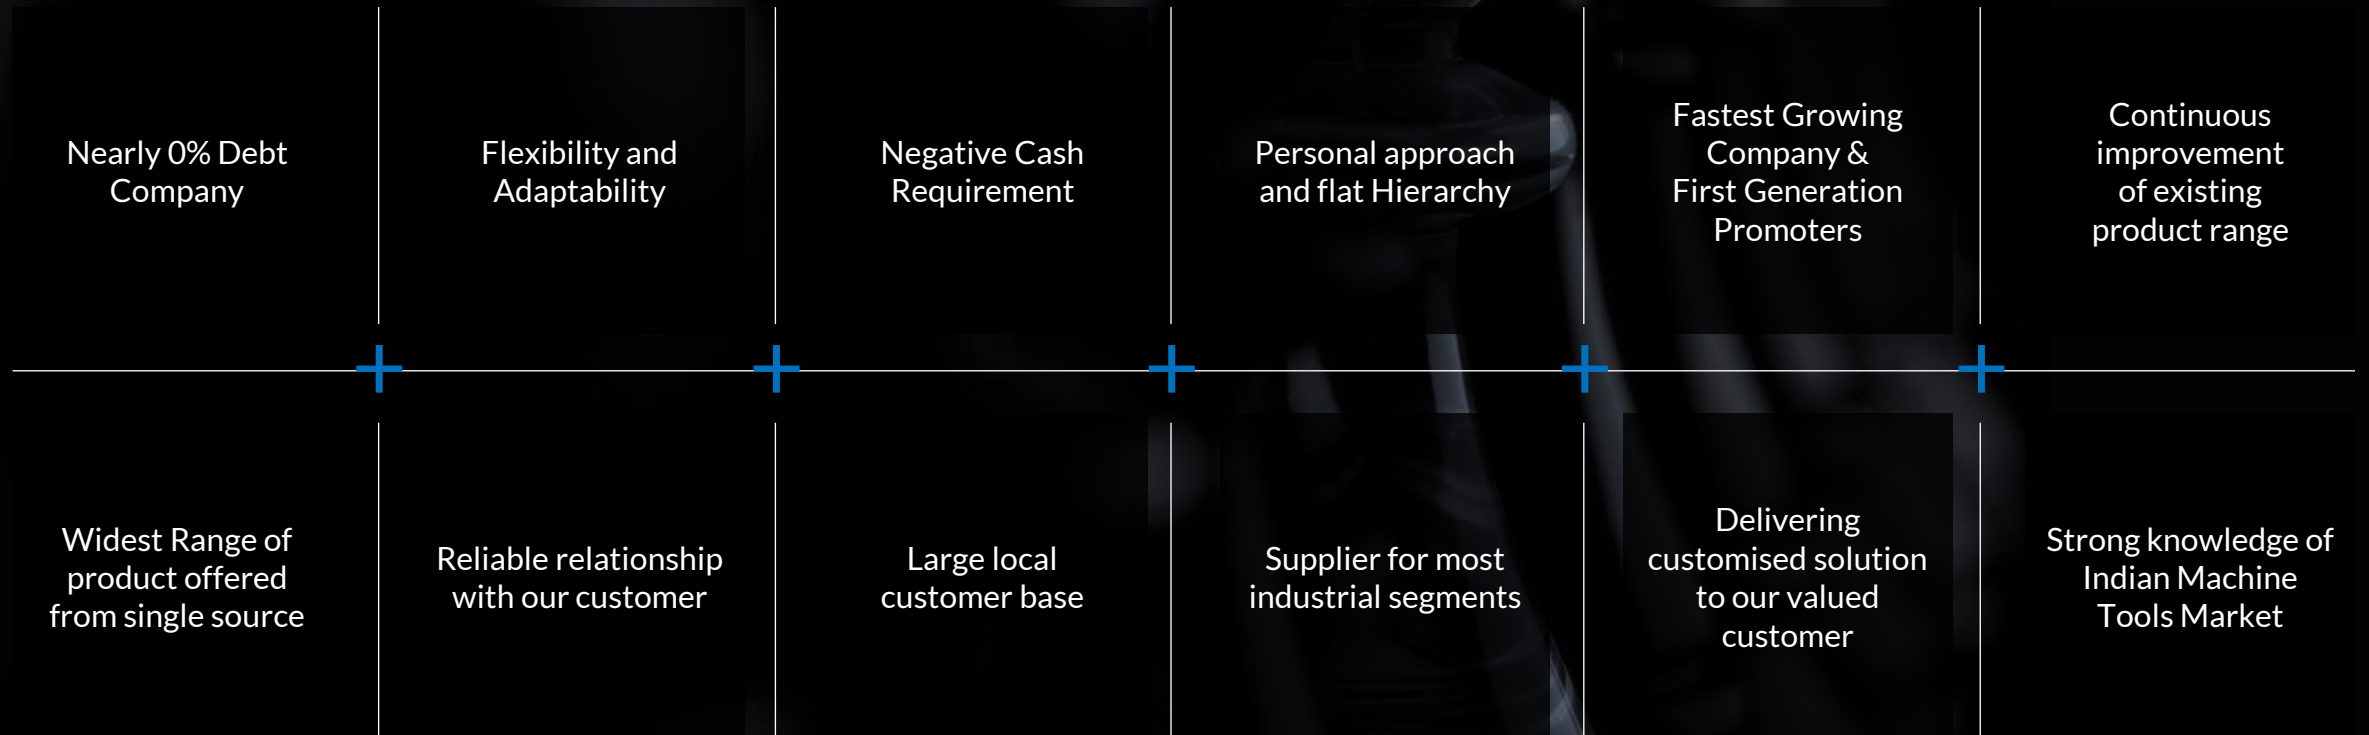 Nearly 0% Debt
Company
Flexibility and
Adaptability
Negative Cash
Requirement
Personal approach
and flat Hierarchy
Fastest Growing
Company &
First Generation
Promoters
Continuous
improvement
of existing
product range
Widest Range of
product offered
from single source
Reliable relationship
with our customer
Large local
customer base
Supplier for most
industrial segments
Delivering
customised solution
to our valued
customer
Strong knowledge of
Indian Machine
Tools Market